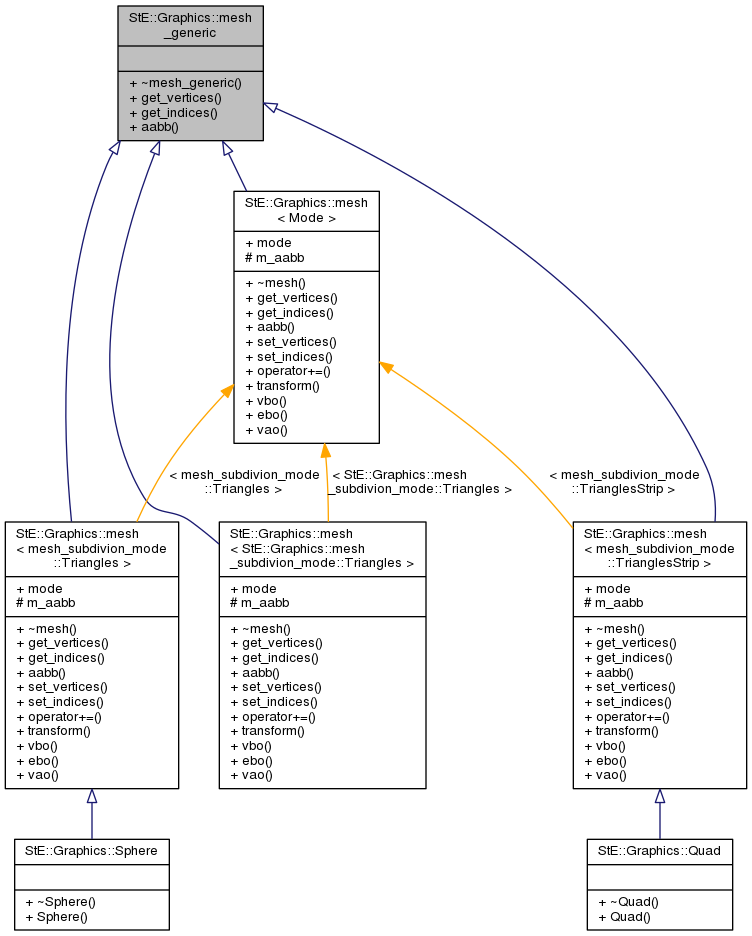 StE::Graphics::mesh
_generic
+ ~mesh_generic()
+ get_vertices()
+ get_indices()
+ aabb()
StE::Graphics::mesh
< Mode >
+ mode
# m_aabb
+ ~mesh()
+ get_vertices()
+ get_indices()
+ aabb()
+ set_vertices()
+ set_indices()
+ operator+=()
+ transform()
+ vbo()
+ ebo()
+ vao()
< mesh_subdivion_mode
::Triangles >
< StE::Graphics::mesh
_subdivion_mode::Triangles >
< mesh_subdivion_mode
::TrianglesStrip >
StE::Graphics::mesh
< mesh_subdivion_mode
::Triangles >
+ mode
# m_aabb
+ ~mesh()
+ get_vertices()
+ get_indices()
+ aabb()
+ set_vertices()
+ set_indices()
+ operator+=()
+ transform()
+ vbo()
+ ebo()
+ vao()
StE::Graphics::mesh
< StE::Graphics::mesh
_subdivion_mode::Triangles >
+ mode
# m_aabb
+ ~mesh()
+ get_vertices()
+ get_indices()
+ aabb()
+ set_vertices()
+ set_indices()
+ operator+=()
+ transform()
+ vbo()
+ ebo()
+ vao()
StE::Graphics::mesh
< mesh_subdivion_mode
::TrianglesStrip >
+ mode
# m_aabb
+ ~mesh()
+ get_vertices()
+ get_indices()
+ aabb()
+ set_vertices()
+ set_indices()
+ operator+=()
+ transform()
+ vbo()
+ ebo()
+ vao()
StE::Graphics::Sphere
+ ~Sphere()
+ Sphere()
StE::Graphics::Quad
+ ~Quad()
+ Quad()